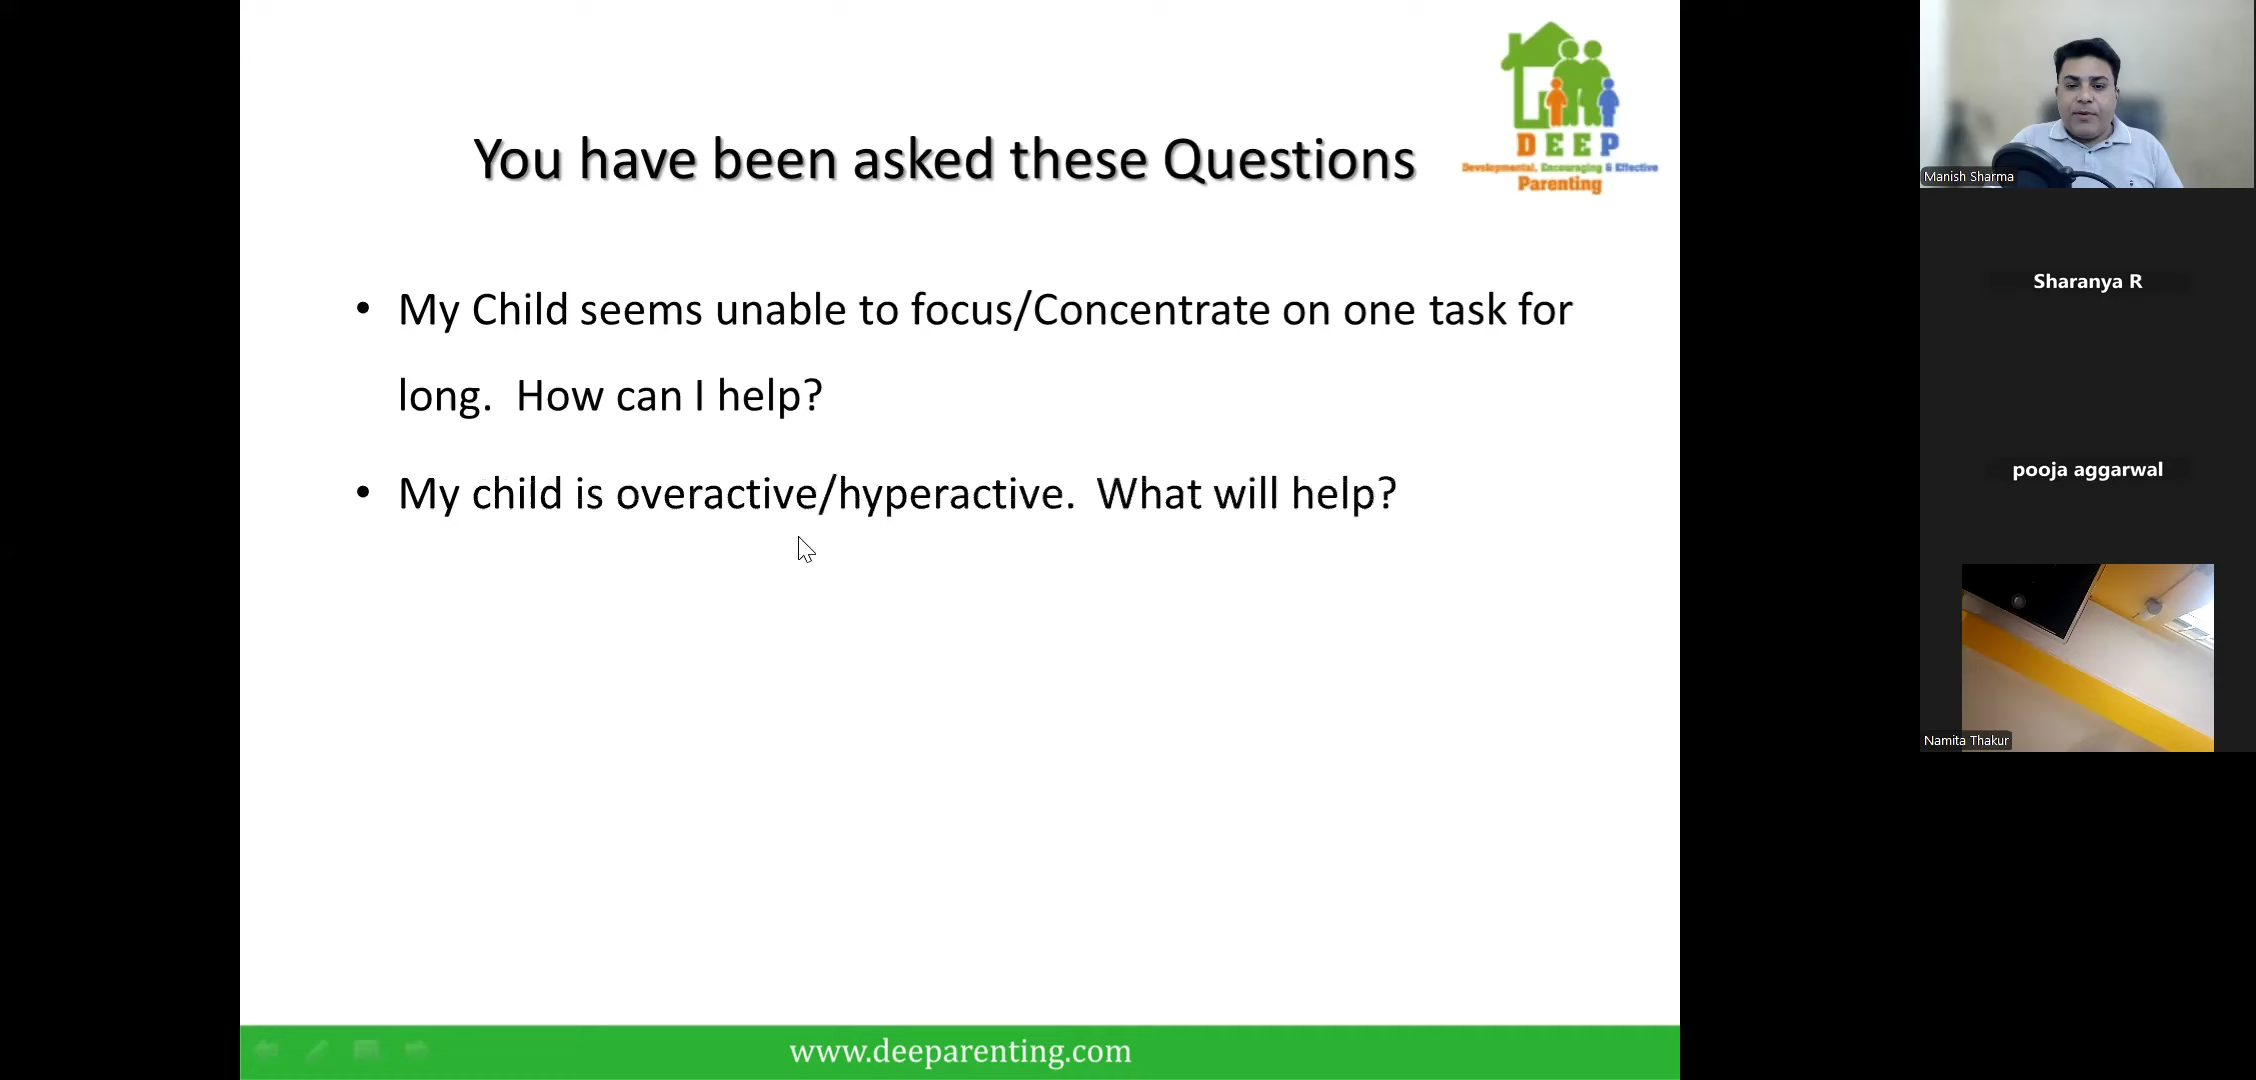 You have been asked these Questions
DEEP
Developmental, Encouraging & Effective
Parenting
• My Child seems unable to focus/Concentrate on one task for
long.  How can I help?
• My child is overactive/hyperactive.  What will help?
www.deeparenting.com
Manish Sharma
Sharanya R
pooja aggarwal
Namita Thakur